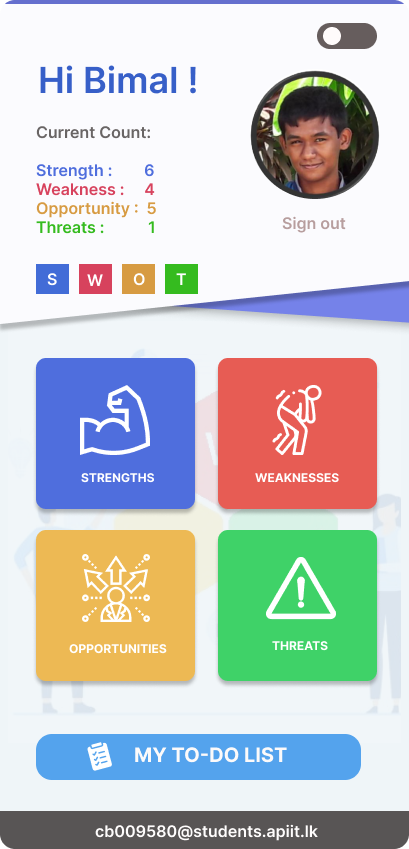 Hi Bimal !
Current Count:
Strength : 6
Weakness : 4
Opportunity : 5
Threats : 1
Sign out
S W O T
STRENGTHS
WEAKNESSES
OPPORTUNITIES
THREATS
MY TO-DO LIST
cb009580@students.apiit.lk